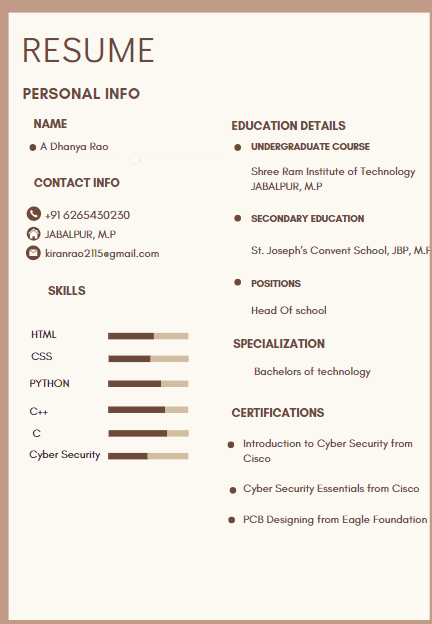 RESUME
PERSONAL INFO
NAME
A Dhanya Rao
CONTACT INFO
+91 6265430230
JABALPUR, M.P
kiranrao2115@gmail.com
SKILLS
HTML
CSS
PYTHON
C++
C
Cyber Security
EDUCATION DETAILS
UNDERGRADUATE COURSE
Shree Ram Institute of Technology
JABALPUR, M.P
SECONDARY EDUCATION
St. Joseph's Convent School, JBP, M.P
POSITIONS
Head Of school
SPECIALIZATION
Bachelors of technology
CERTIFICATIONS
Introduction to Cyber Security from
Cisco
Cyber Security Essentials from Cisco
PCB Designing from Eagle Foundation